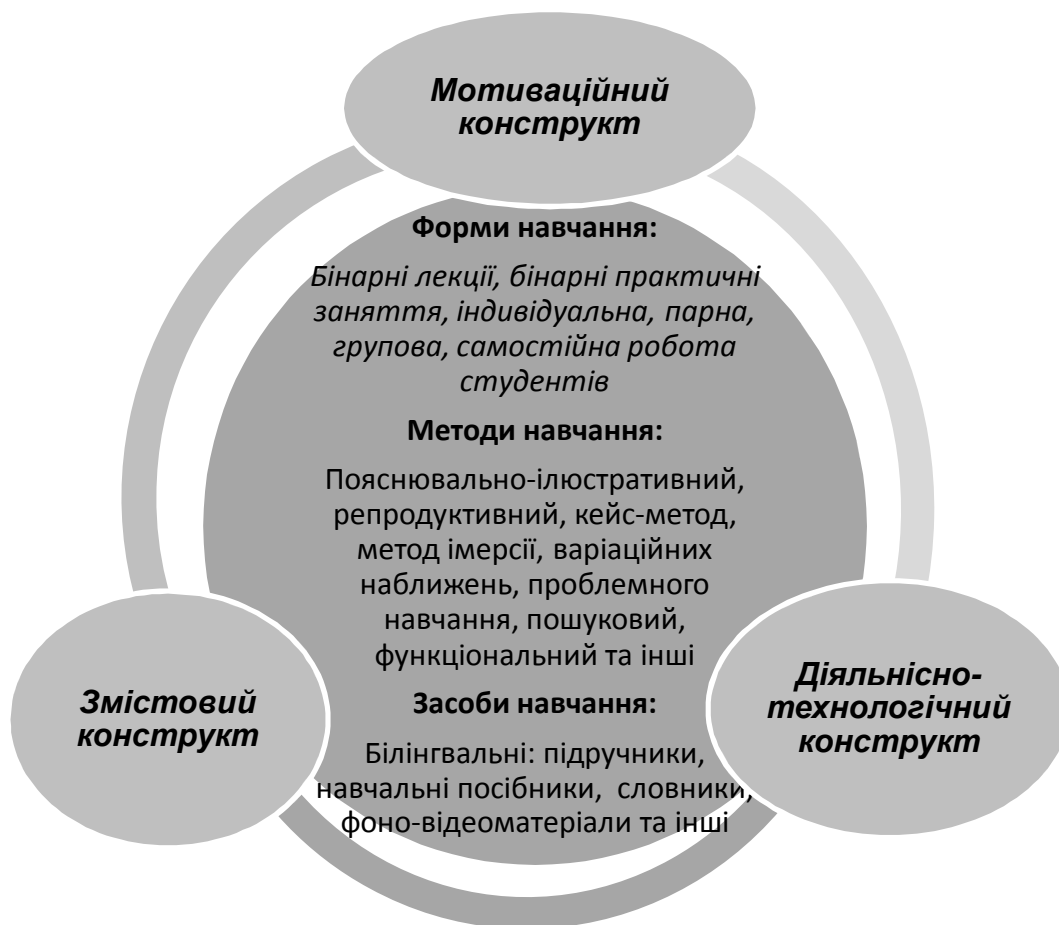 Мотиваційний
конструкт
Форми навчання:
Бінарні лекції, бінарні практичні
заняття, індивідуальна, парна,
групова, самостійна робота
студентів
Методи навчання:
Пояснювально-ілюстративний,
репродуктивний, кейс-метод,
метод імерсії, варіаційних
наближень, проблемного
навчання, пошуковий,
функціональний та інші
Засоби навчання:
Білінгвальні: підручники,
навчальні посібники, словники,
фоно-відеоматеріали та інші
Змістовий
конструкт
Діяльнісно-
технологічний
конструкт